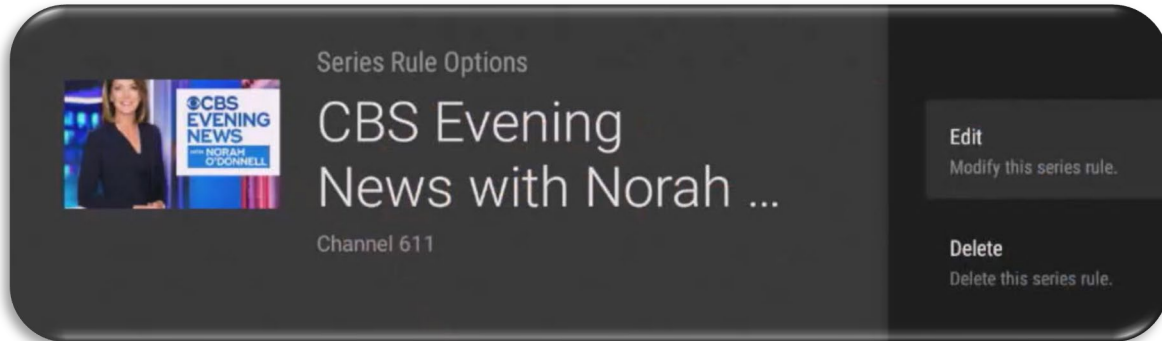 Series Rule Options
CBS Evening
News with Norah ...
Channel 611
CBS
EVENING
NEWS
WITH NORAH
O'DONNELL
Edit
Modify this series rule.
Delete
Delete this series rule.